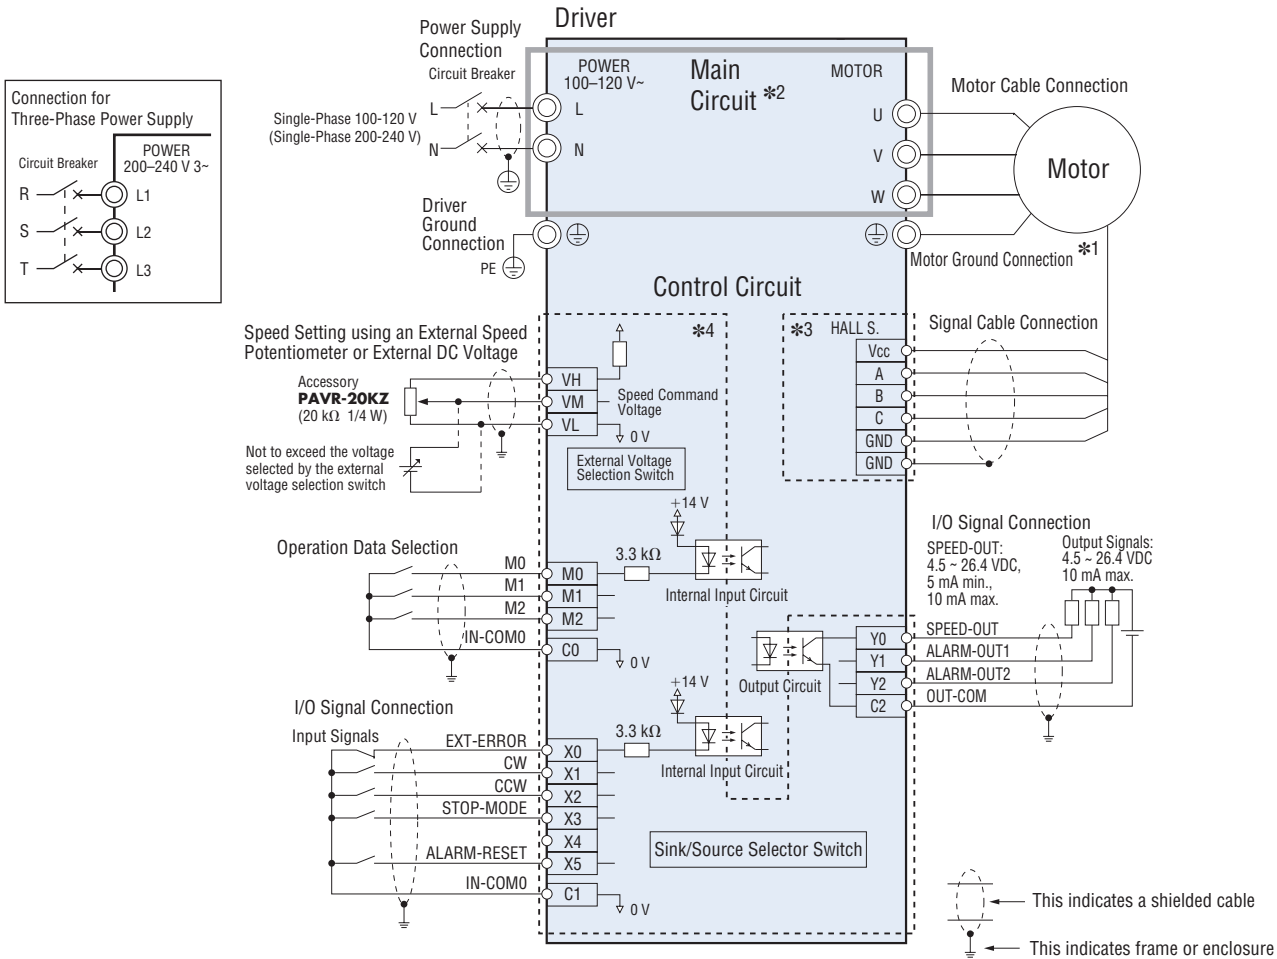 Driver
Power Supply
Connection
Circuit Breaker
L
N
Single-Phase 100-120 V
(Single-Phase 200-240 V)
POWER
100–120 V~
L
N
Main
Circuit *2
MOTOR
U
V
W
Motor Cable Connection
Motor
*1
Motor Ground Connection
Connection for
Three-Phase Power Supply
POWER
200–240 V 3~
Circuit Breaker
R
L1
S
L2
T
L3
Driver
Ground
Connection
PE
Control Circuit
Speed Setting using an External Speed
Potentiometer or External DC Voltage
Accessory
PAVR-20KZ
(20 kΩ 1/4 W)
Not to exceed the voltage
selected by the external
voltage selection switch
*4
VH
VM
VL
Speed Command
Voltage
0 V
External Voltage
Selection Switch
*3
HALL S.
Vcc
A
B
C
GND
GND
Signal Cable Connection
Operation Data Selection
M0
M1
M2
IN-COM0
M0
M1
M2
C0
0 V
3.3 kΩ
+14 V
Internal Input Circuit
I/O Signal Connection
SPEED-OUT:
4.5 ~ 26.4 VDC,
5 mA min.,
10 mA max.
Output Signals:
4.5 ~ 26.4 VDC
10 mA max.
Output Circuit
Y0
Y1
Y2
C2
SPEED-OUT
ALARM-OUT1
ALARM-OUT2
OUT-COM
I/O Signal Connection
Input Signals
EXT-ERROR
CW
CCW
STOP-MODE
ALARM-RESET
IN-COM0
X0
X1
X2
X3
X4
X5
C1
0 V
3.3 kΩ
+14 V
Internal Input Circuit
Sink/Source Selector Switch
This indicates a shielded cable
This indicates frame or enclosure